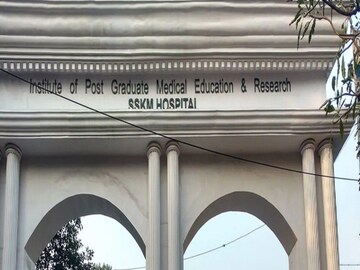 Institute of Post Graduate Medical Education & Research
SSKM HOSPITAL